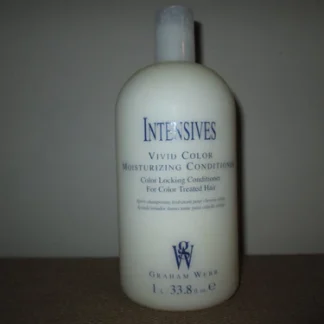 INTENSIVES
VIVID COLOR
MOISTURIZING CONDITIONER
Color Locking Conditioner
For Color Treated Hair
GRAHAM WEBB
1 L 33.8 fl oz e